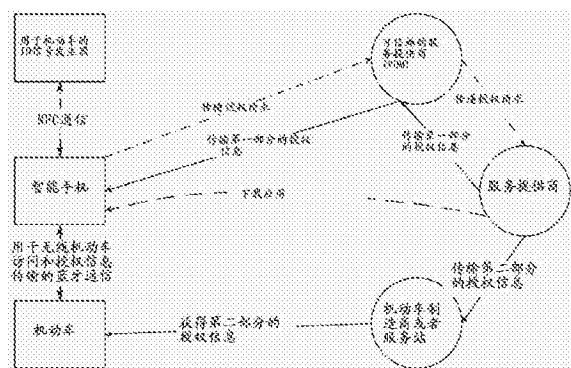 用于机动车的
ID信号发生器
可信赖的服
务提供商
(TSM)
NFC通信
传输授权请求
传递授权请求
传输第一部分的授权
信息
传输第一部分
的授权信息
智能手机
下载应用
服务提供商
用于无线机动车
访问和授权信息
传输的蓝牙通信
传输第二部分
的授权信息
机动车
获得第二部分的
授权信息
机动车制
造商或者
服务站